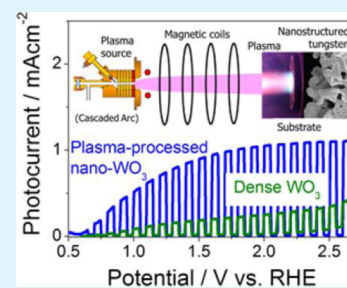 Plasma source
Magnetic coils
Nanostructured tungsten
Plasma
(Cascaded Arc)
Substrate
Plasma-processed
nano-WO3
Dense WO3
Photocurrent / mAcm⁻²
2
1
0
0.5 1.0 1.5 2.0 2.5
Potential / V vs. RHE